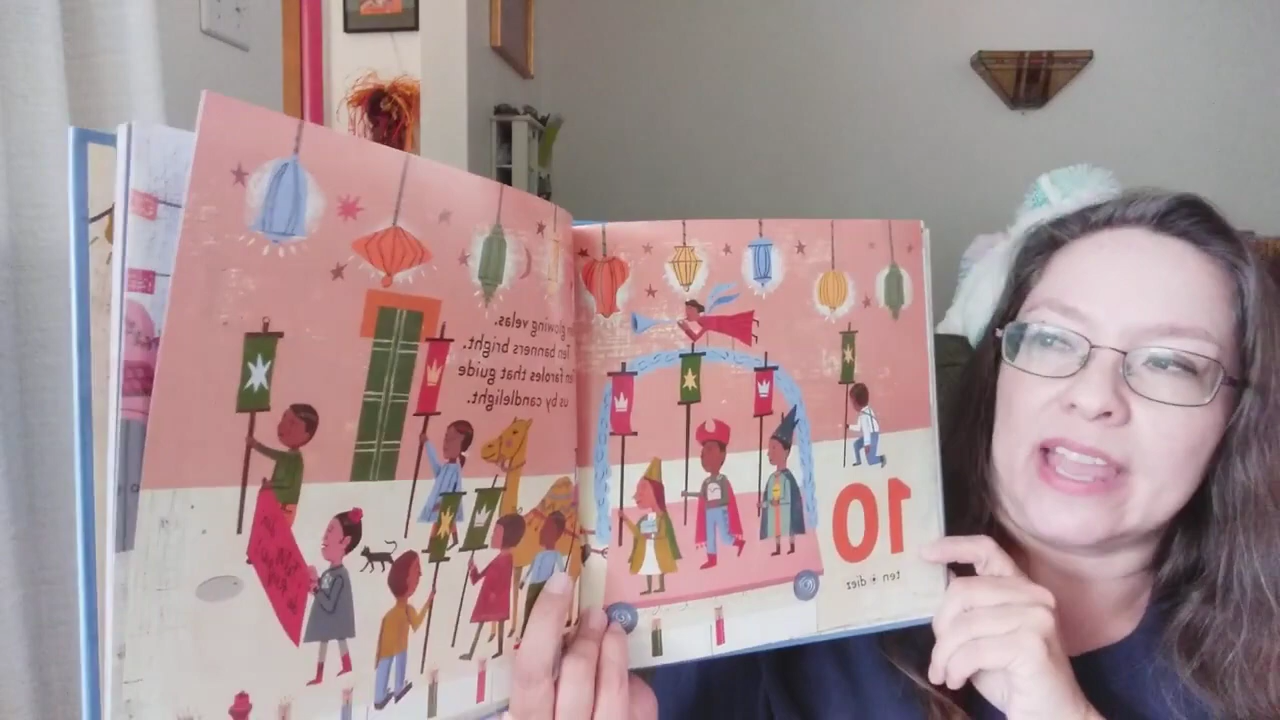 glowing velas.
Ten banners bright.
faroles that guide
us by candlelight.
10
ten diez